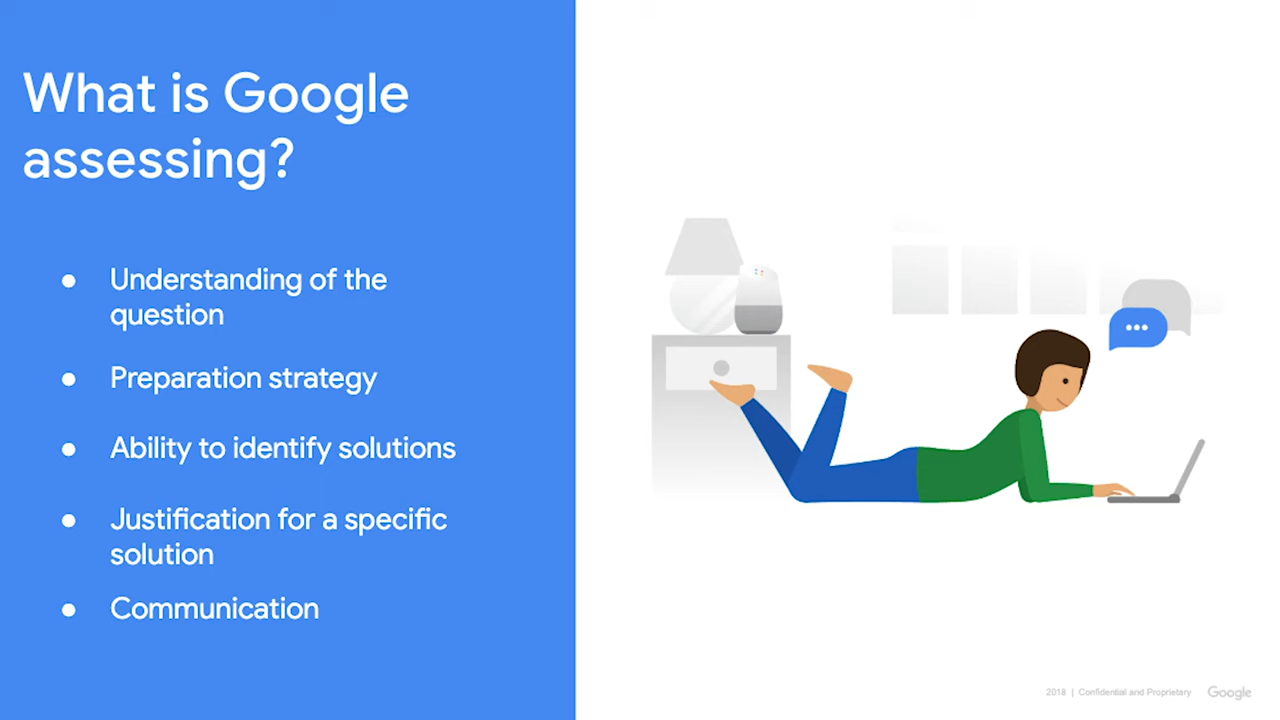 What is Google
assessing?
● Understanding of the
question
● Preparation strategy
● Ability to identify solutions
● Justification for a specific
solution
● Communication
2018 | Confidential and Proprietary Google